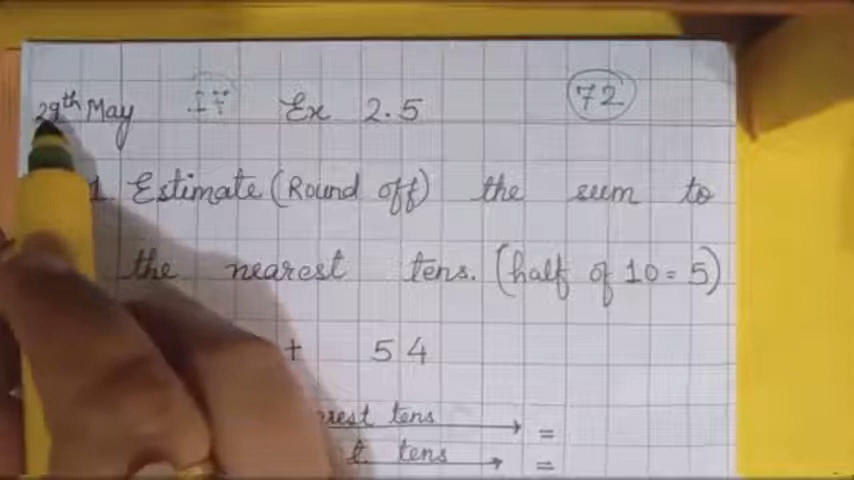 29th May IV Ex 2.5 72
1 Estimate (Round off) the sum to
the nearest tens. (half of 10 = 5)
+ 54
tens =
tens =